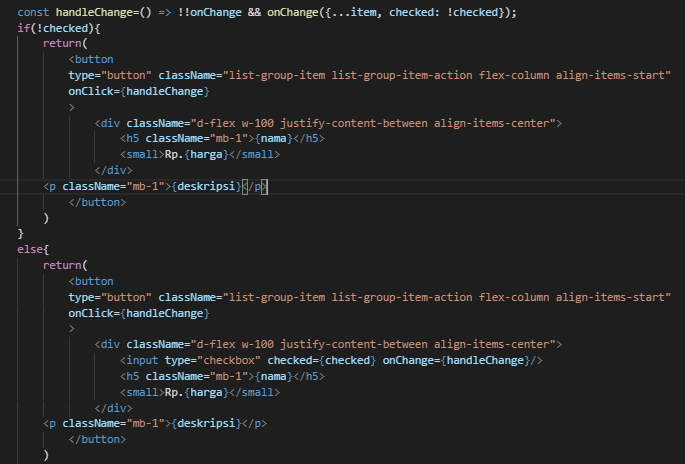 const handleChange=() => !!onChange && onChange({...item, checked: !checked});
if(!checked){
return(
<button
type="button" className="list-group-item list-group-item-action flex-column align-items-start"
onClick={handleChange}
>
<div className="d-flex w-100 justify-content-between align-items-center">
<h5 className="mb-1">{nama}</h5>
<small>Rp.{harga}</small>
</div>
<p className="mb-1">{deskripsi}</p>
</button>
)
}
else{
return(
<button
type="button" className="list-group-item list-group-item-action flex-column align-items-start"
onClick={handleChange}
>
<div className="d-flex w-100 justify-content-between align-items-center">
<input type="checkbox" checked={checked} onChange={handleChange}/>
<h5 className="mb-1">{nama}</h5>
<small>Rp.{harga}</small>
</div>
<p className="mb-1">{deskripsi}</p>
</button>
)